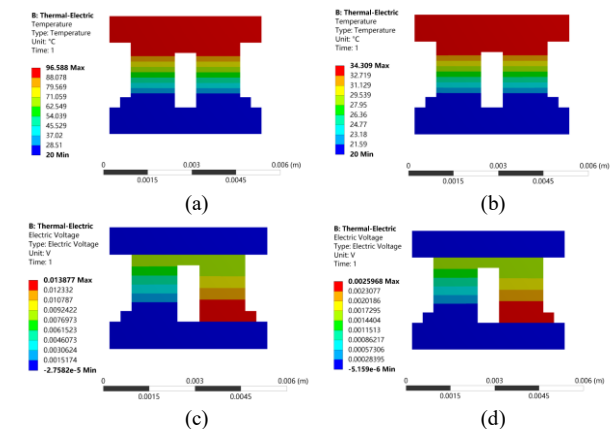 B: Thermal-Electric
Temperature
Type: Temperature
Unit: °C
Time: 1
96.588 Max
88.078
79.569
71.059
62.549
54.039
45.529
37.02
28.51
20 Min
0
0.003
0.006 (m)
0.0015
0.0045
(a)
B: Thermal-Electric
Temperature
Type: Temperature
Unit: °C
Time: 1
34.309 Max
32.719
31.129
29.539
27.95
26.36
24.77
23.18
21.59
20 Min
0
0.003
0.006 (m)
0.0015
0.0045
(b)
B: Thermal-Electric
Electric Voltage
Type: Electric Voltage
Unit: V
Time: 1
0.013877 Max
0.012332
0.010787
0.0092422
0.0076973
0.0061523
0.0046073
0.0030624
0.0015174
-2.7582e-5 Min
0
0.003
0.006 (m)
0.0015
0.0045
(c)
B: Thermal-Electric
Electric Voltage
Type: Electric Voltage
Unit: V
Time: 1
0.0025968 Max
0.0023077
0.0020186
0.0017295
0.0014404
0.0011513
0.00086217
0.00057306
0.00028395
-5.159e-6 Min
0
0.003
0.006 (m)
0.0015
0.0045
(d)